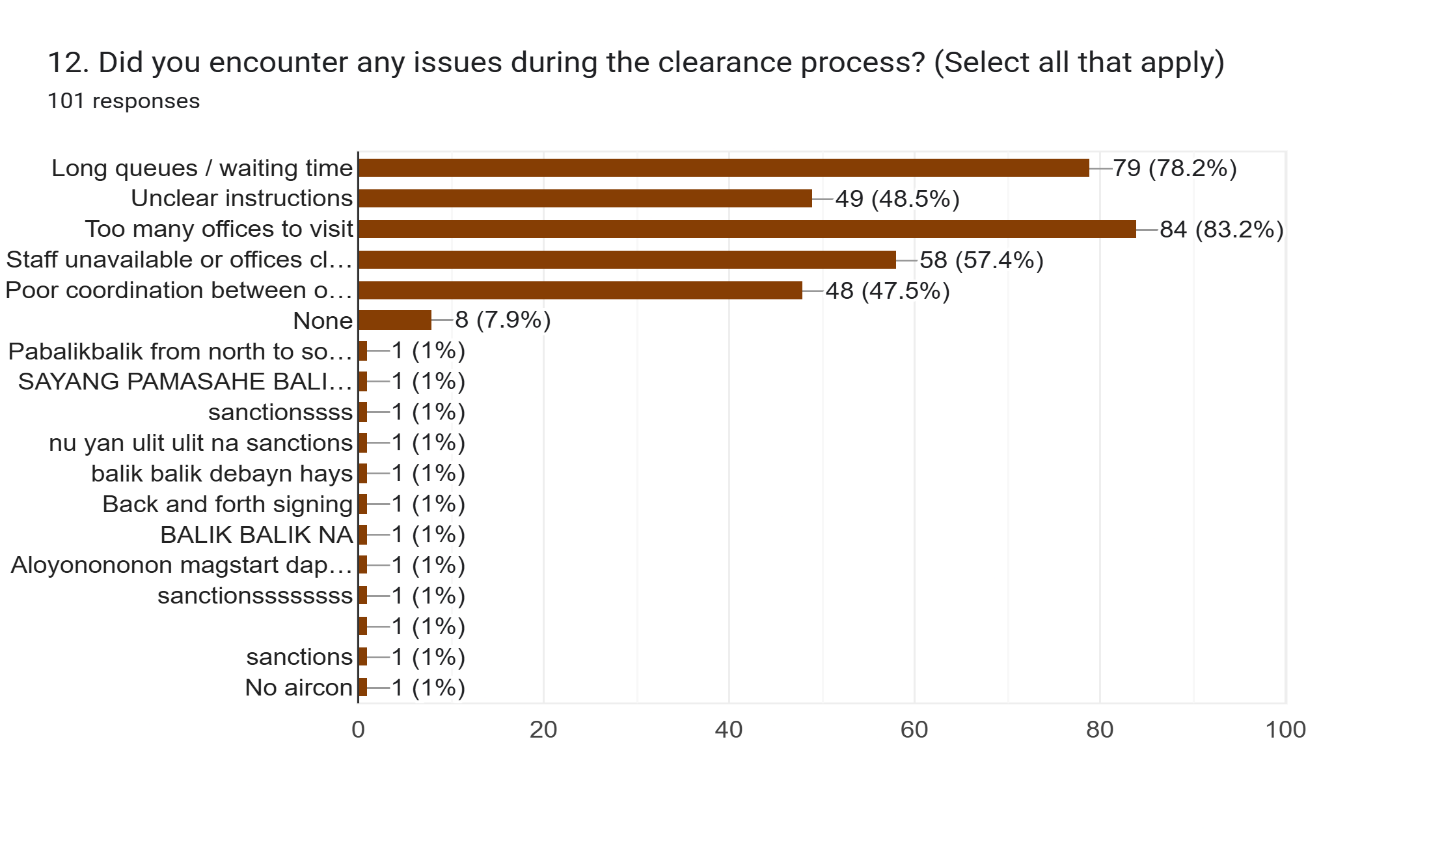 12. Did you encounter any issues during the clearance process? (Select all that apply)
101 responses
Long queues / waiting time 79 (78.2%)
Unclear instructions 49 (48.5%)
Too many offices to visit 84 (83.2%)
Staff unavailable or offices cl… 58 (57.4%)
Poor coordination between o… 48 (47.5%)
None 8 (7.9%)
Pabalikbalik from north to so… 1 (1%)
SAYANG PAMASAHE BALI… 1 (1%)
sanctionssss 1 (1%)
nu yan ulit ulit na sanctions 1 (1%)
balik balik debayn hays 1 (1%)
Back and forth signing 1 (1%)
BALIK BALIK NA 1 (1%)
Aloyonononon magstart dap… 1 (1%)
sanctionsssssssss 1 (1%)
1 (1%)
sanctions 1 (1%)
No aircon 1 (1%)
0 20 40 60 80 100